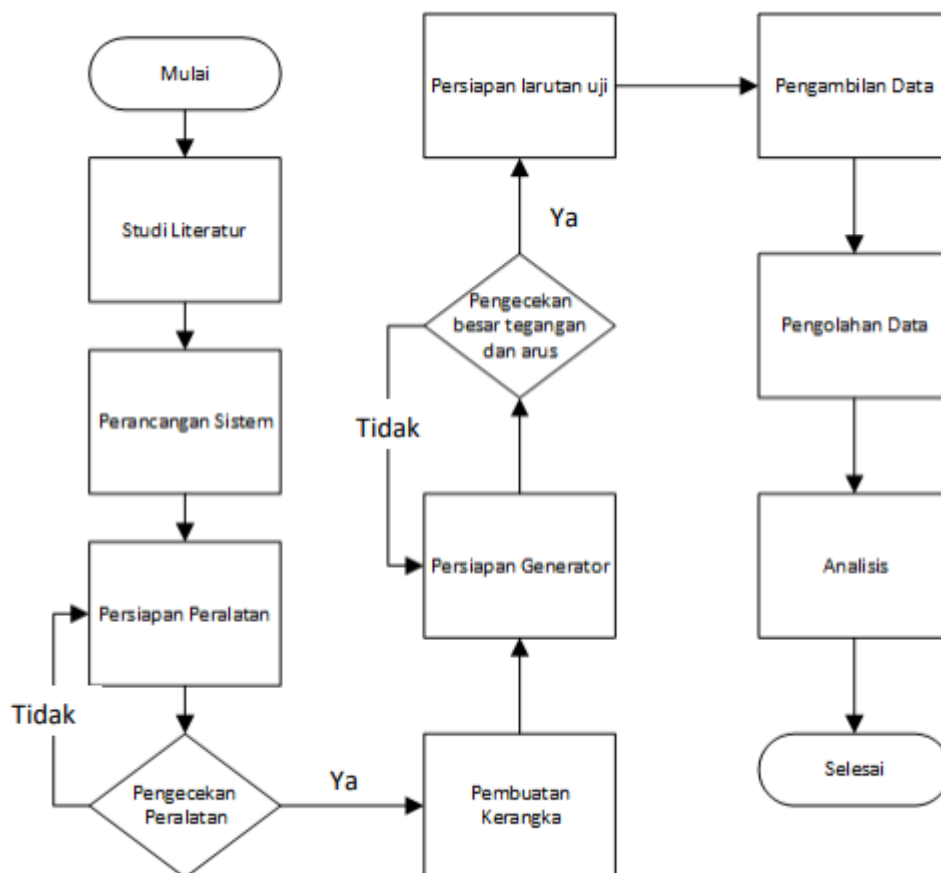 Mulai
Studi Literatur
Perancangan Sistem
Persiapan Peralatan
Tidak
Pengecekan
Peralatan
Ya
Pembuatan
Kerangka
Persiapan Generator
Tidak
Pengecekan
besar tegangan
dan arus
Ya
Persiapan larutan uji
Pengambilan Data
Pengolahan Data
Analisis
Selesai